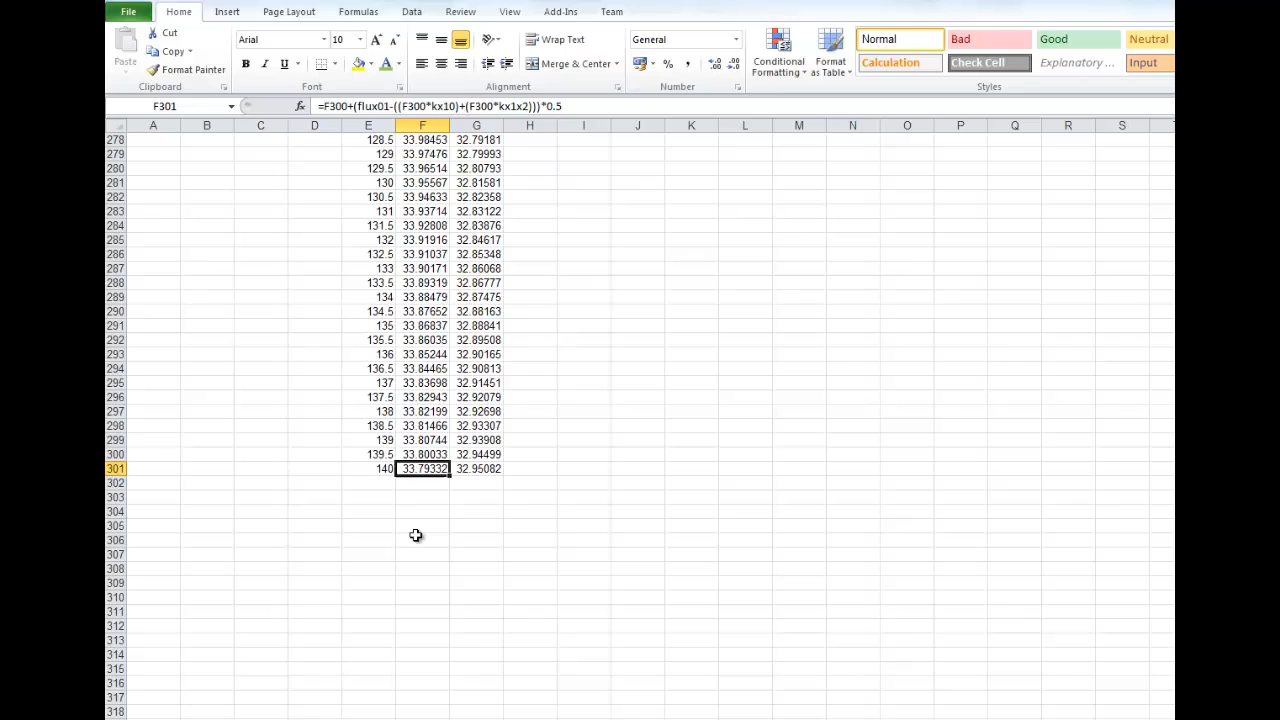 File Home Insert Page Layout Formulas Data Review View Add-Ins Team
Cut
Copy
Format Painter
Paste
Clipboard
Arial 10 A A
B I U A
Font
Wrap Text
Merge & Center
Alignment
General
% ,
Number
Conditional Formatting
Format as Table
Normal Bad Good Neutral
Calculation Check Cell Explanatory ... Input
Styles
F301 fx =F300+(flux01-((F300*kx10)+(F300*kx1x2)))*0.5
A B C D E F G H I J K L M N O P Q R S
278 128.5 33.98453 32.79181
279 129 33.97476 32.79993
280 129.5 33.96514 32.80793
281 130 33.95567 32.81581
282 130.5 33.94633 32.82358
283 131 33.93714 32.83122
284 131.5 33.92808 32.83876
285 132 33.91916 32.84617
286 132.5 33.91037 32.85348
287 133 33.90171 32.86068
288 133.5 33.89319 32.86777
289 134 33.88479 32.87475
290 134.5 33.87652 32.88163
291 135 33.86837 32.88841
292 135.5 33.86035 32.89508
293 136 33.85244 32.90165
294 136.5 33.84465 32.90813
295 137 33.83698 32.91451
296 137.5 33.82943 32.92079
297 138 33.82199 32.92698
298 138.5 33.81466 32.93307
299 139 33.80744 32.93908
300 139.5 33.80033 32.94499
301 140 33.79332 32.95082
302
303
304
305
306
307
308
309
310
311
312
313
314
315
316
317
318